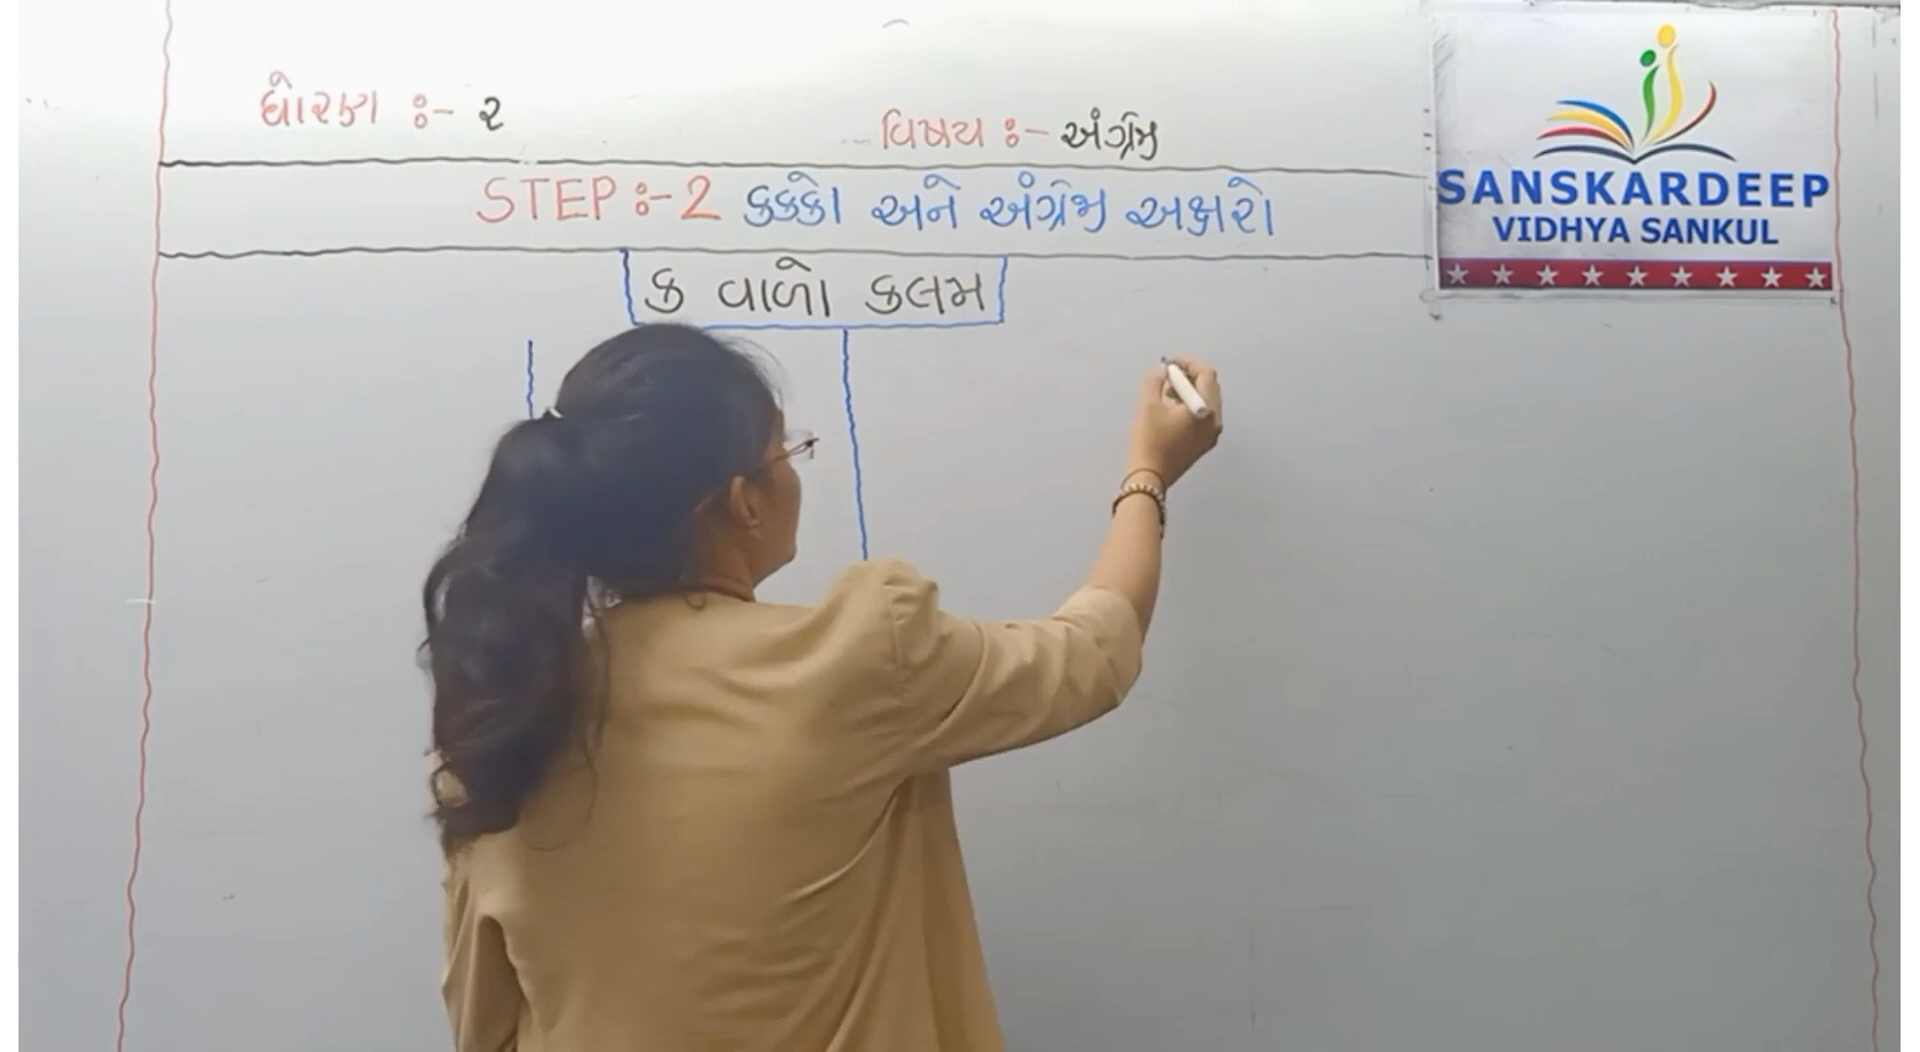 ધોરણ :- ૨
વિષય :- અંગ્રેજી
STEP :- 2 કક્કો અને અંગ્રેજી અક્ષરો
ક વાળો કલમ
SANSKARDEEP
VIDHYA SANKUL